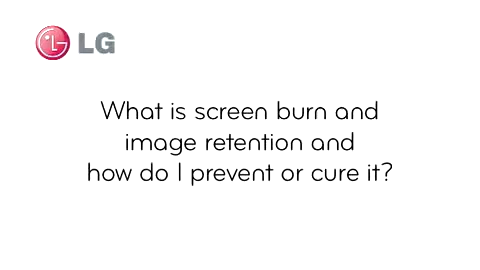 LG
What is screen burn and
image retention and
how do I prevent or cure it?